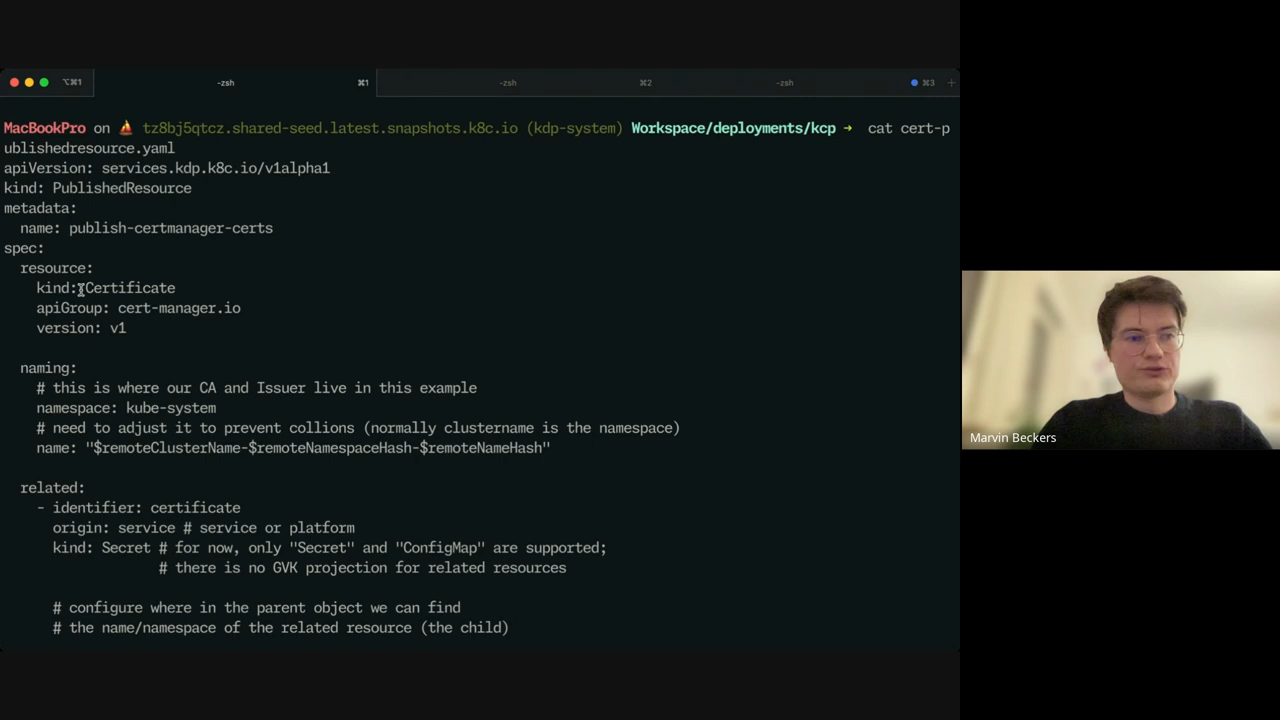 ⌥⌘1
-zsh
⌘1
-zsh
⌘2
-zsh
⌘3
+
MacBookPro on tz8bj5qtcz.shared-seed.latest.snapshots.k8c.io (kdp-system) Workspace/deployments/kcp ➜ cat cert-p
ublishedresource.yaml
apiVersion: services.kdp.k8c.io/v1alpha1
kind: PublishedResource
metadata:
  name: publish-certmanager-certs
spec:
  resource:
    kind: Certificate
    apiGroup: cert-manager.io
    version: v1
  naming:
    # this is where our CA and Issuer live in this example
    namespace: kube-system
    # need to adjust it to prevent collions (normally clustername is the namespace)
    name: "$remoteClusterName-$remoteNamespaceHash-$remoteNameHash"
  related:
    - identifier: certificate
      origin: service # service or platform
      kind: Secret # for now, only "Secret" and "ConfigMap" are supported;
                   # there is no GVK projection for related resources
      # configure where in the parent object we can find
      # the name/namespace of the related resource (the child)
Marvin Beckers